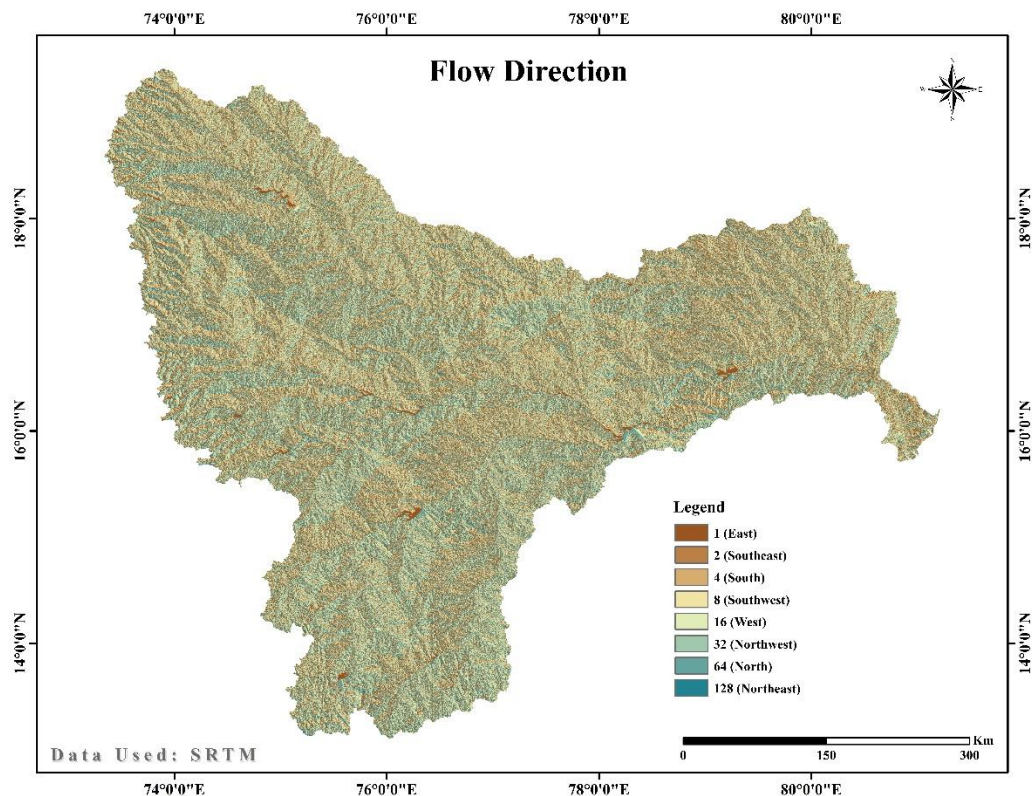 74°0'0"E 76°0'0"E 78°0'0"E 80°0'0"E
Flow Direction
N
W E
S
18°0'0"N 18°0'0"N
16°0'0"N 16°0'0"N
14°0'0"N 14°0'0"N
Legend
1 (East)
2 (Southeast)
4 (South)
8 (Southwest)
16 (West)
32 (Northwest)
64 (North)
128 (Northeast)
Km
0 150 300
Data Used: SRTM
74°0'0"E 76°0'0"E 78°0'0"E 80°0'0"E